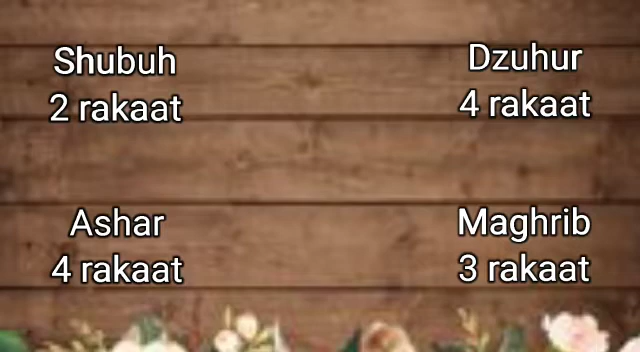 Shubuh
2 rakaat
Dzuhur
4 rakaat
Ashar
4 rakaat
Maghrib
3 rakaat